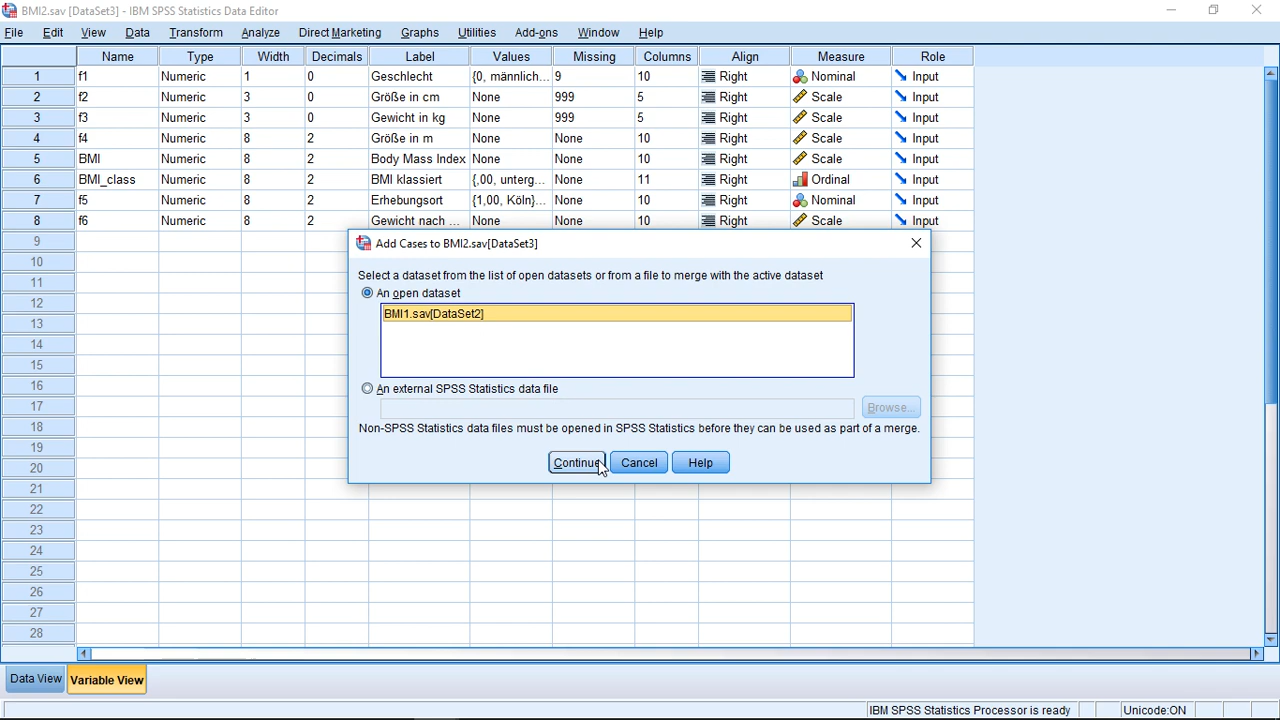 BMI2.sav [DataSet3] - IBM SPSS Statistics Data Editor
File Edit View Data Transform Analyze Direct Marketing Graphs Utilities Add-ons Window Help
Name Type Width Decimals Label Values Missing Columns Align Measure Role
1 f1 Numeric 1 0 Geschlecht {0, männlich... 9 10 Right Nominal Input
2 f2 Numeric 3 0 Größe in cm None 999 5 Right Scale Input
3 f3 Numeric 3 0 Gewicht in kg None 999 5 Right Scale Input
4 f4 Numeric 8 2 Größe in m None None 10 Right Scale Input
5 BMI Numeric 8 2 Body Mass Index None None 10 Right Scale Input
6 BMI_class Numeric 8 2 BMI klassiert {,00, unterg... None 11 Right Ordinal Input
7 f5 Numeric 8 2 Erhebungsort {1,00, Köln}... None 10 Right Nominal Input
8 f6 Numeric 8 2 Gewicht nach ... None None 10 Right Scale Input
9
10
11
12
13
14
15
16
17
18
19
20
21
22
23
24
25
26
27
28
Add Cases to BMI2.sav[DataSet3]
Select a dataset from the list of open datasets or from a file to merge with the active dataset
An open dataset
BMI1.sav[DataSet2]
An external SPSS Statistics data file
Browse...
Non-SPSS Statistics data files must be opened in SPSS Statistics before they can be used as part of a merge.
Continue Cancel Help
Data View Variable View
IBM SPSS Statistics Processor is ready Unicode:ON